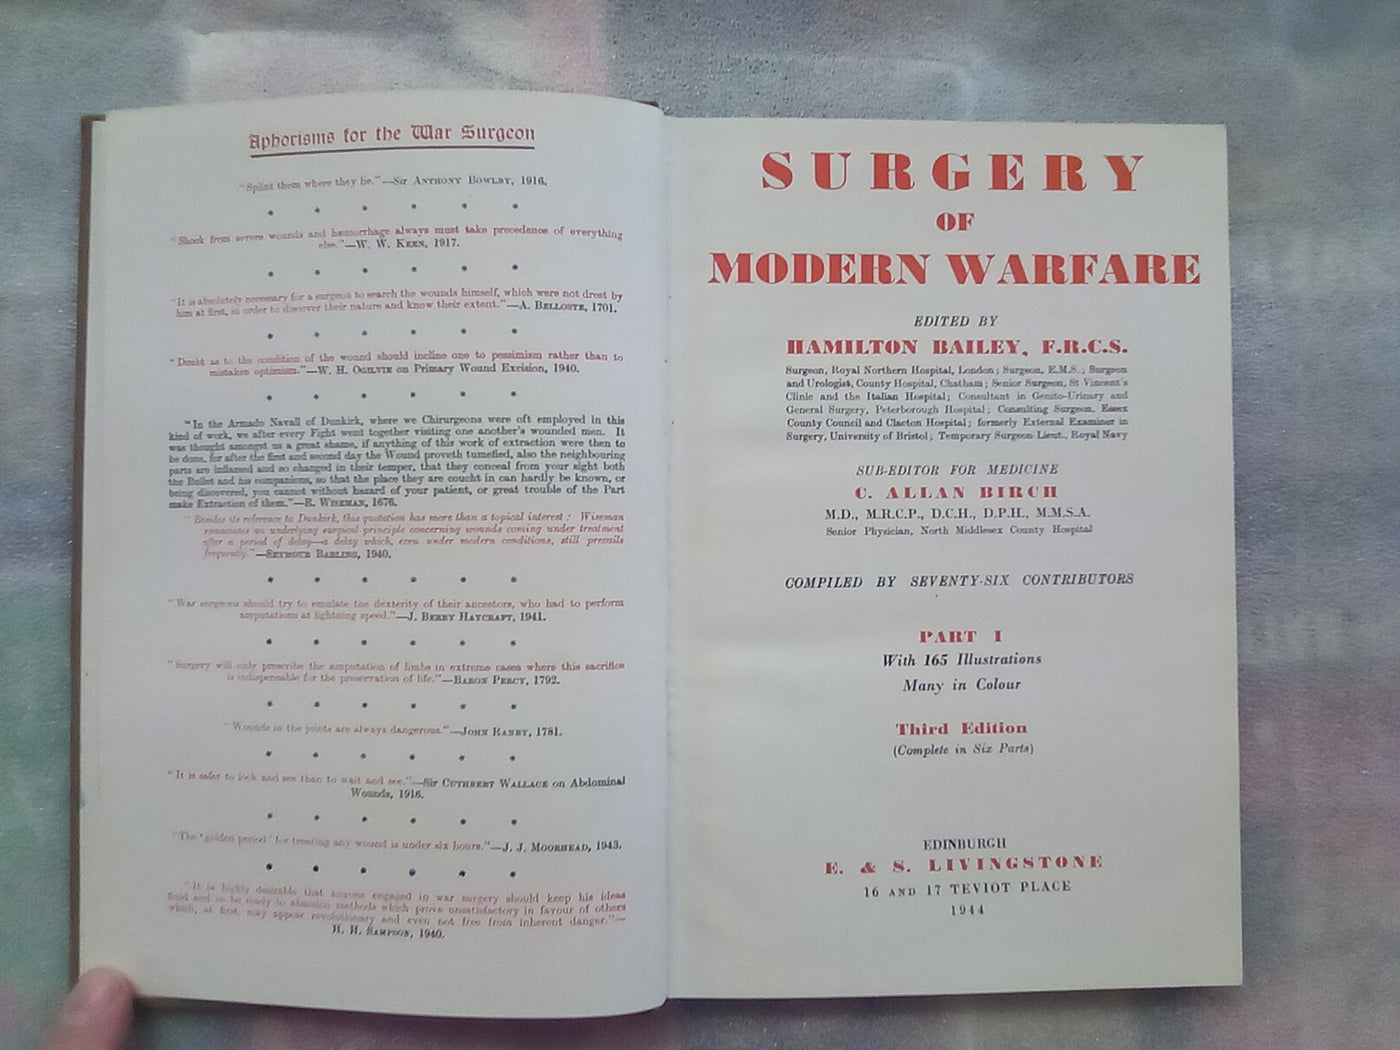 Aphorisms for the War Surgeon
"Splint them where they lie."—Sir ANTHONY BOWLBY, 1916.
"Shock from severe wounds and hæmorrhage always must take precedence of everything
else."—W. W. KEEN, 1917.
"It is absolutely necessary for a surgeon to search the wounds himself, which were not drest by
him at first, in order to discover their nature and know their extent."—A. BELLOSTE, 1701.
"Doubt as to the condition of the wound should incline one to pessimism rather than to
mistaken optimism."—W. H. OGILVIE on Primary Wound Excision, 1940.
"In the Armado Navall of Dunkirk, where we Chirurgeons were oft employed in this
kind of work, we after every Fight went together visiting one another's wounded men. It
was thought amongst us a great shame, if anything of this work of extraction were then to
be done, for after the first and second day the Wound proveth tumefied, also the neighbouring
parts are inflamed and so changed in their temper, that they conceal from your sight both
the Bullet and his companions, so that the place they are coucht in can hardly be known, or
being discovered, you cannot without hazard of your patient, or great trouble of the Part
make Extraction of them."—R. WISEMAN, 1676.
"Besides its reference to Dunkirk, this quotation has more than a topical interest: Wiseman
enunciates an underlying surgical principle concerning wounds coming under treatment
after a period of delay—a delay which, even under modern conditions, still prevails
frequently."—SEYMOUR BARLING, 1940.
"War surgeons should try to emulate the dexterity of their ancestors, who had to perform
amputations at lightning speed."—J. BERRY HAYCRAFT, 1941.
"Surgery will only prescribe the amputation of limbs in extreme cases where this sacrifice
is indispensable for the preservation of life."—BARON PERCY, 1792.
"Wounds in the joints are always dangerous."—JOHN RANBY, 1781.
"It is safer to look and see than to wait and see."—Sir CUTHBERT WALLACE on Abdominal
Wounds, 1916.
"The 'golden period' for treating any wound is under six hours."—J. J. MOORHEAD, 1943.
"It is highly desirable that anyone engaged in war surgery should keep his ideas
fluid and so be ready to abandon methods which prove unsatisfactory in favour of others
which, at first, may appear revolutionary and even not free from inherent danger."—
H. H. SAMPSON, 1940.
SURGERY
OF
MODERN WARFARE
EDITED BY
HAMILTON BAILEY, F.R.C.S.
Surgeon, Royal Northern Hospital, London; Surgeon, E.M.S.; Surgeon
and Urologist, County Hospital, Chatham; Senior Surgeon, St Vincent's
Clinic and the Italian Hospital; Consultant in Genito-Urinary and
General Surgery, Peterborough Hospital; Consulting Surgeon, Essex
County Council and Clacton Hospital; formerly External Examiner in
Surgery, University of Bristol; Temporary Surgeon-Lieut., Royal Navy
SUB-EDITOR FOR MEDICINE
C. ALLAN BIRCH
M.D., M.R.C.P., D.C.H., D.P.H., M.M.S.A.
Senior Physician, North Middlesex County Hospital
COMPILED BY SEVENTY-SIX CONTRIBUTORS
PART I
With 165 Illustrations
Many in Colour
Third Edition
(Complete in Six Parts)
EDINBURGH
E. & S. LIVINGSTONE
16 AND 17 TEVIOT PLACE
1944